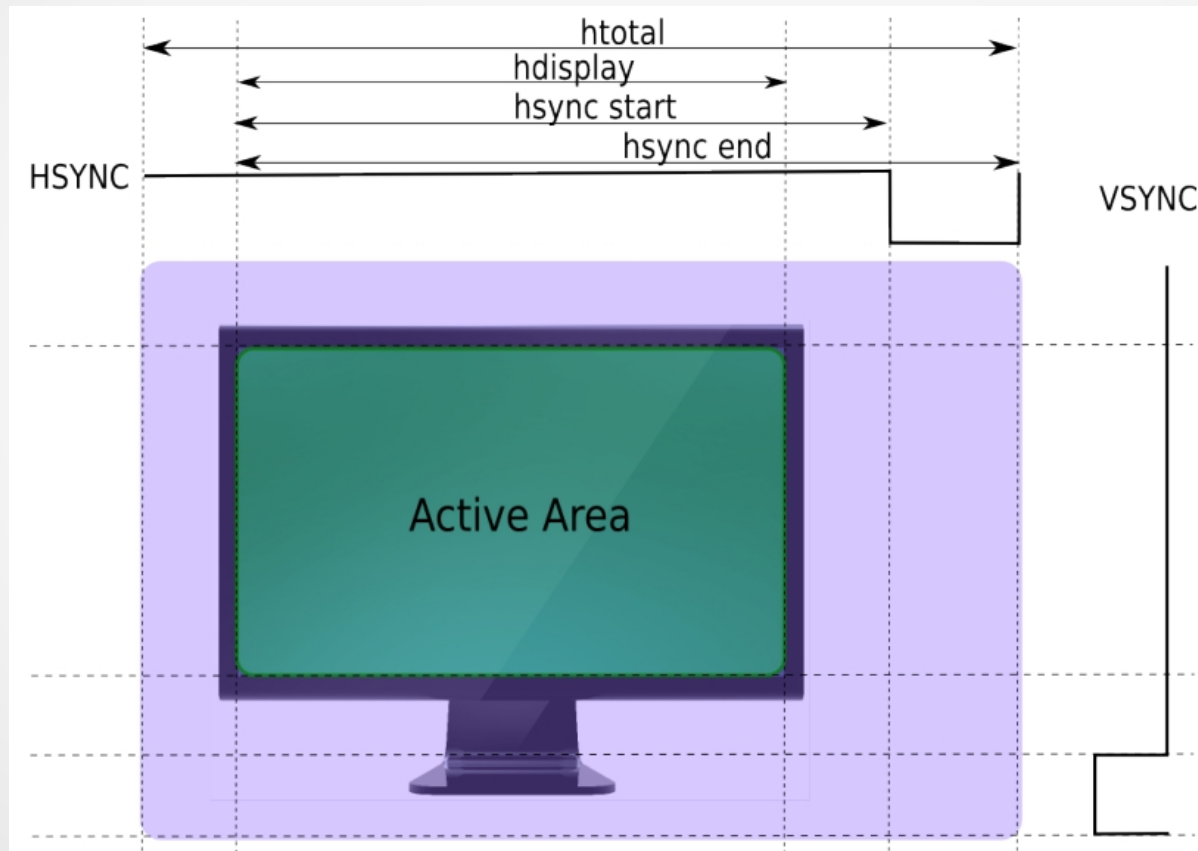 htotal
hdisplay
hsync start
hsync end
HSYNC
VSYNC
Active Area